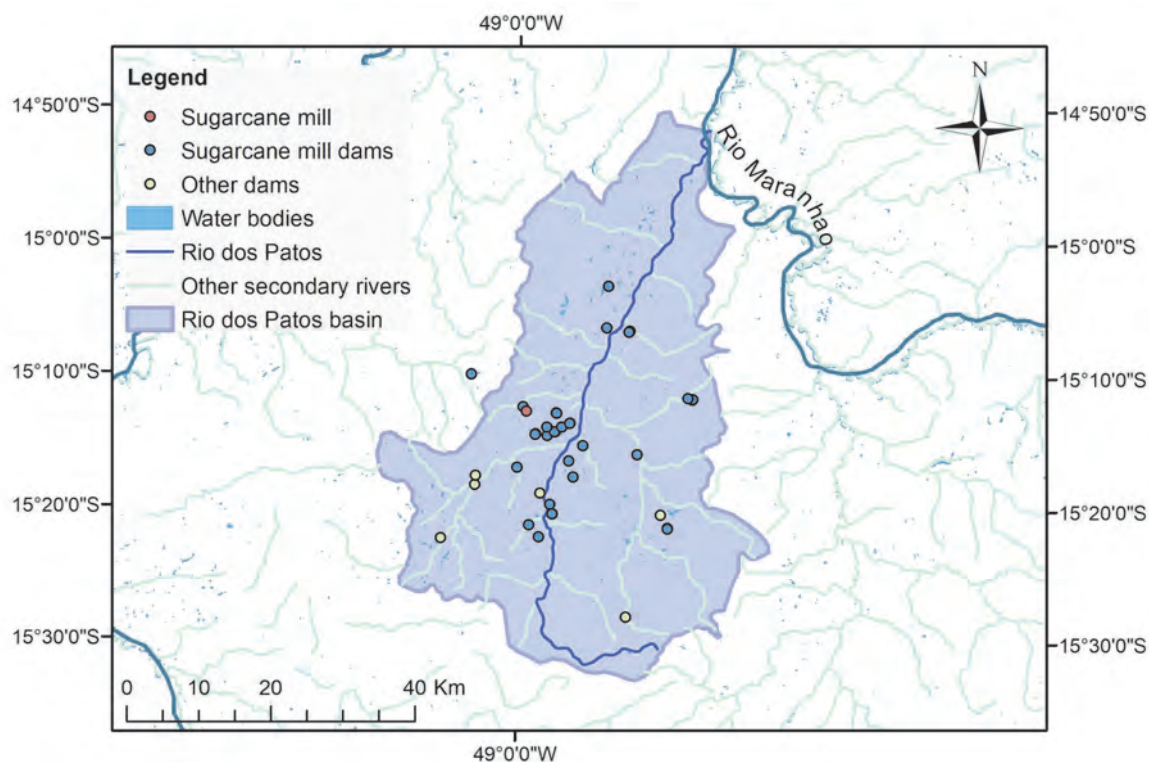 49°0'0"W
Legend
Sugarcane mill
Sugarcane mill dams
Other dams
Water bodies
Rio dos Patos
Other secondary rivers
Rio dos Patos basin
N
Rio Maranhao
14°50'0"S
15°0'0"S
15°10'0"S
15°20'0"S
15°30'0"S
14°50'0"S
15°0'0"S
15°10'0"S
15°20'0"S
15°30'0"S
0 10 20 40 Km
49°0'0"W